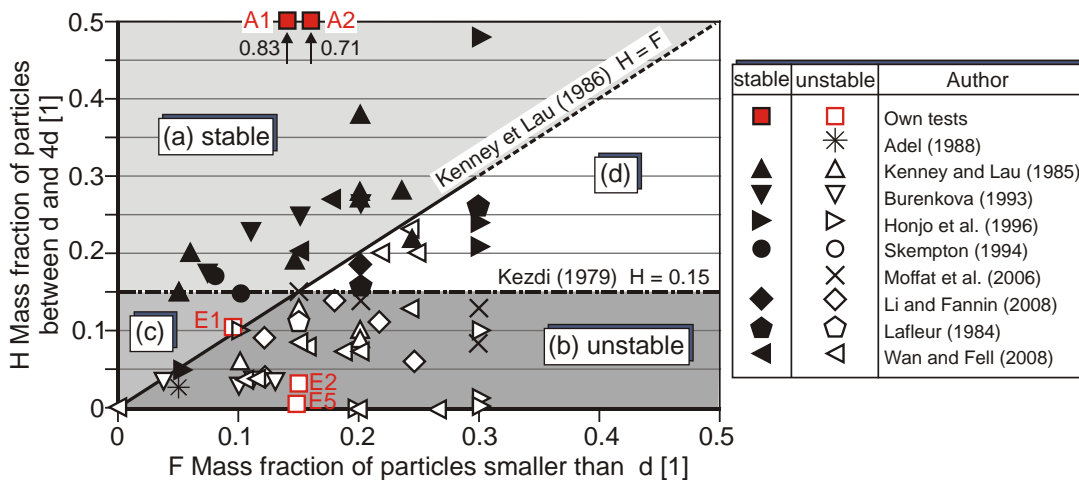 0.5
0.4
0.3
0.2
0.1
0
H Mass fraction of particles
between d and 4d [1]
A1
A2
0.83
0.71
(a) stable
Kenney et Lau (1986) H = F
(d)
Kezdi (1979) H = 0.15
(c)
E1
(b) unstable
E2
E5
0
0.1
0.2
0.3
0.4
0.5
F Mass fraction of particles smaller than d [1]
stable unstable Author
Own tests
Adel (1988)
Kenney and Lau (1985)
Burenkova (1993)
Honjo et al. (1996)
Skempton (1994)
Moffat et al. (2006)
Li and Fannin (2008)
Lafleur (1984)
Wan and Fell (2008)